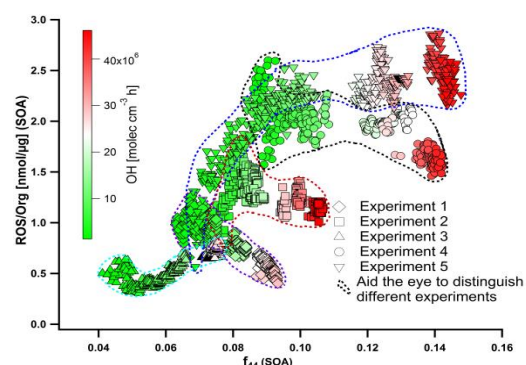 3.0
2.5
2.0
1.5
1.0
0.5
0.0
ROS/Org [nmol/µg] (SOA)
40x10⁶
30
20
10
OH [molec cm⁻³ h]
Experiment 1
Experiment 2
Experiment 3
Experiment 4
Experiment 5
Aid the eye to distinguish
different experiments
0.04
0.06
0.08
0.10
0.12
0.14
0.16
f₄₄ (SOA)